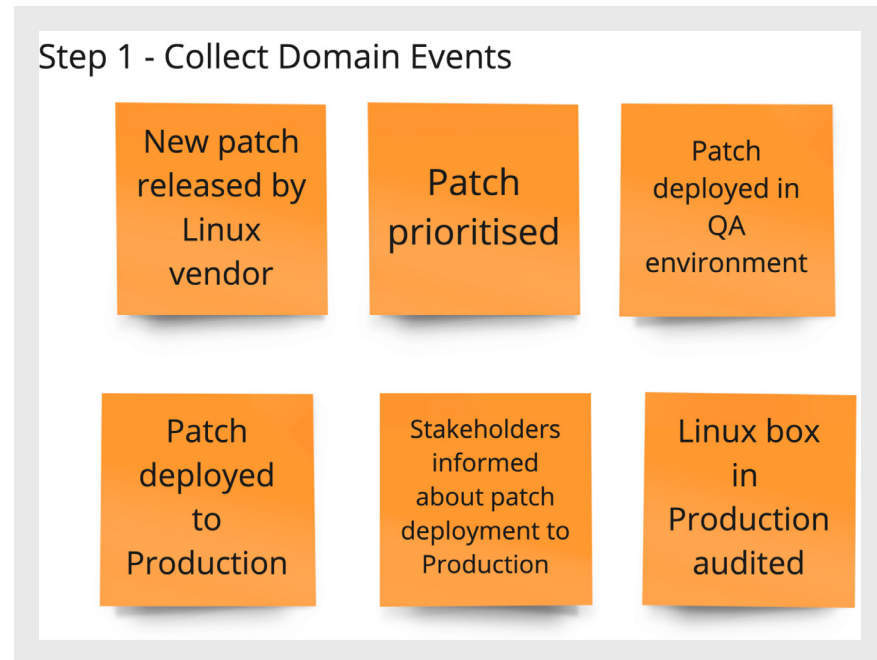 Step 1 - Collect Domain Events
New patch
released by
Linux
vendor
Patch
prioritised
Patch
deployed in
QA
environment
Patch
deployed
to
Production
Stakeholders
informed
about patch
deployment to
Production
Linux box
in
Production
audited